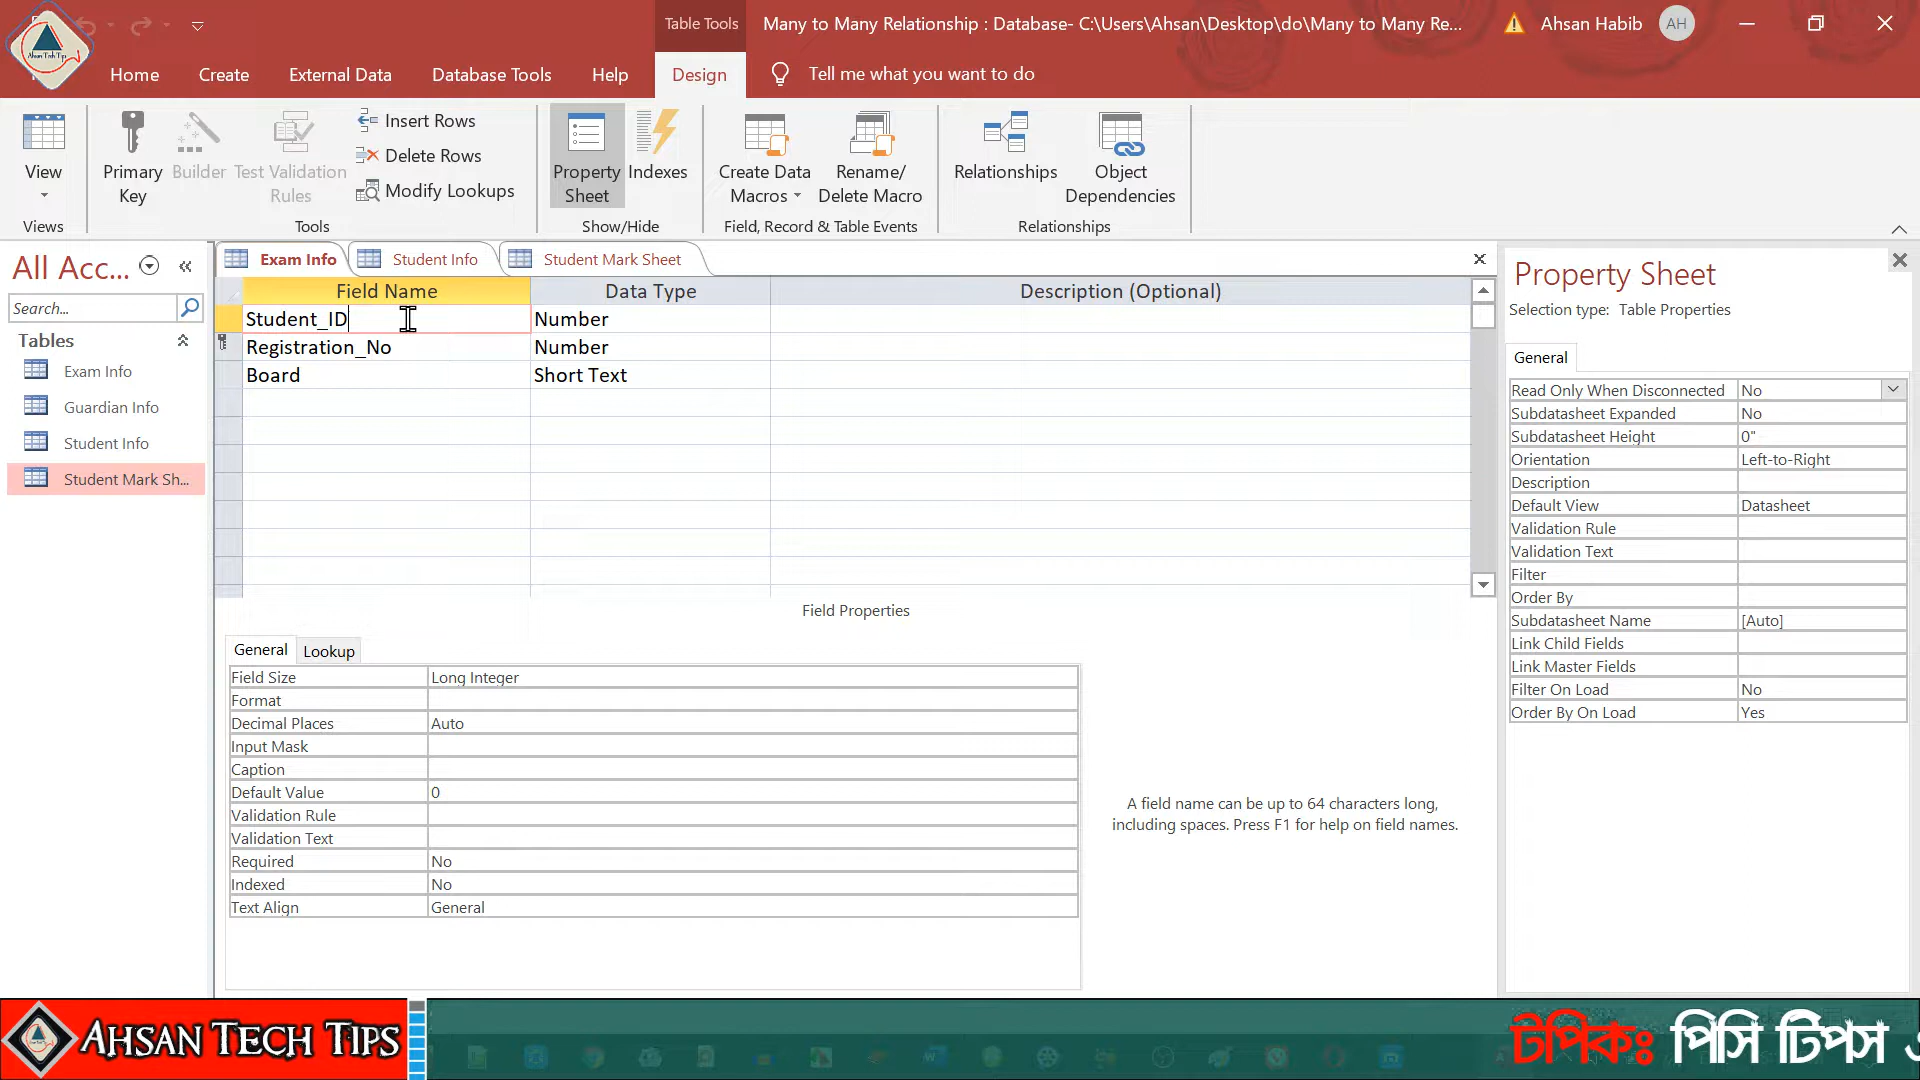 Table Tools
Many to Many Relationship : Database- C:\Users\Ahsan\Desktop\do\Many to Many Re...
Ahsan Habib
AH
Ahsan Tech Tips
Home
Create
External Data
Database Tools
Help
Design
Tell me what you want to do
View
Primary Key
Builder
Test Validation Rules
Insert Rows
Delete Rows
Modify Lookups
Property Sheet
Indexes
Create Data Macros
Rename/ Delete Macro
Relationships
Object Dependencies
Views
Tools
Show/Hide
Field, Record & Table Events
Relationships
All Acc...
Search...
Tables
Exam Info
Guardian Info
Student Info
Student Mark Sh...
Exam Info
Student Info
Student Mark Sheet
Field Name
Data Type
Description (Optional)
Student_ID
Number
Registration_No
Number
Board
Short Text
Field Properties
General
Lookup
Field Size
Long Integer
Format
Decimal Places
Auto
Input Mask
Caption
Default Value
0
Validation Rule
Validation Text
Required
No
Indexed
No
Text Align
General
A field name can be up to 64 characters long,
including spaces. Press F1 for help on field names.
Property Sheet
Selection type: Table Properties
General
Read Only When Disconnected
No
Subdatasheet Expanded
No
Subdatasheet Height
0"
Orientation
Left-to-Right
Description
Default View
Datasheet
Validation Rule
Validation Text
Filter
Order By
Subdatasheet Name
[Auto]
Link Child Fields
Link Master Fields
Filter On Load
No
Order By On Load
Yes
AHSAN TECH TIPS
টপিকঃ পিসি টিপস